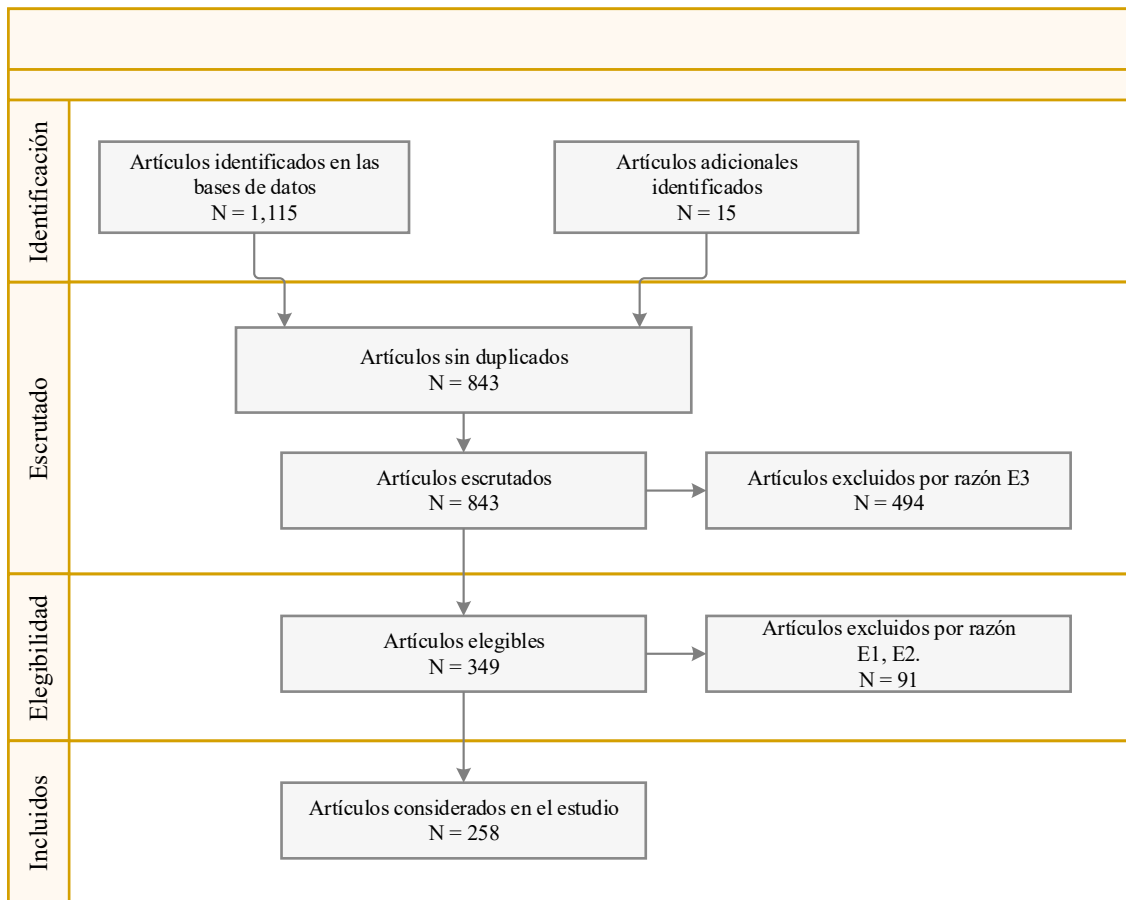 Identificación
Artículos identificados en las
bases de datos
N = 1,115
Artículos adicionales
identificados
N = 15
Escrutado
Artículos sin duplicados
N = 843
Artículos escrutados
N = 843
Artículos excluidos por razón E3
N = 494
Elegibilidad
Artículos elegibles
N = 349
Artículos excluidos por razón
E1, E2.
N = 91
Incluidos
Artículos considerados en el estudio
N = 258